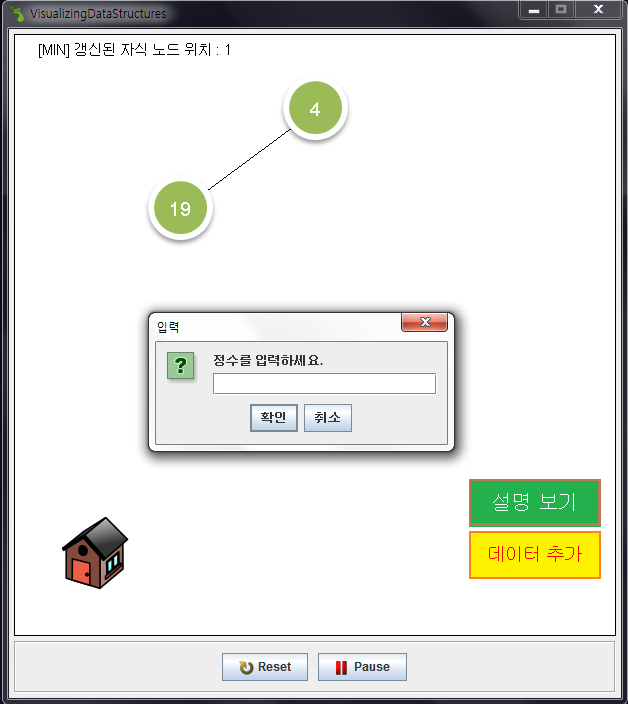 VisualizingDataStructures
[MIN] 갱신된 자식 노드 위치 : 1
4
19
입력
?
정수를 입력하세요.
확인 취소
설명 보기
데이터 추가
Reset Pause